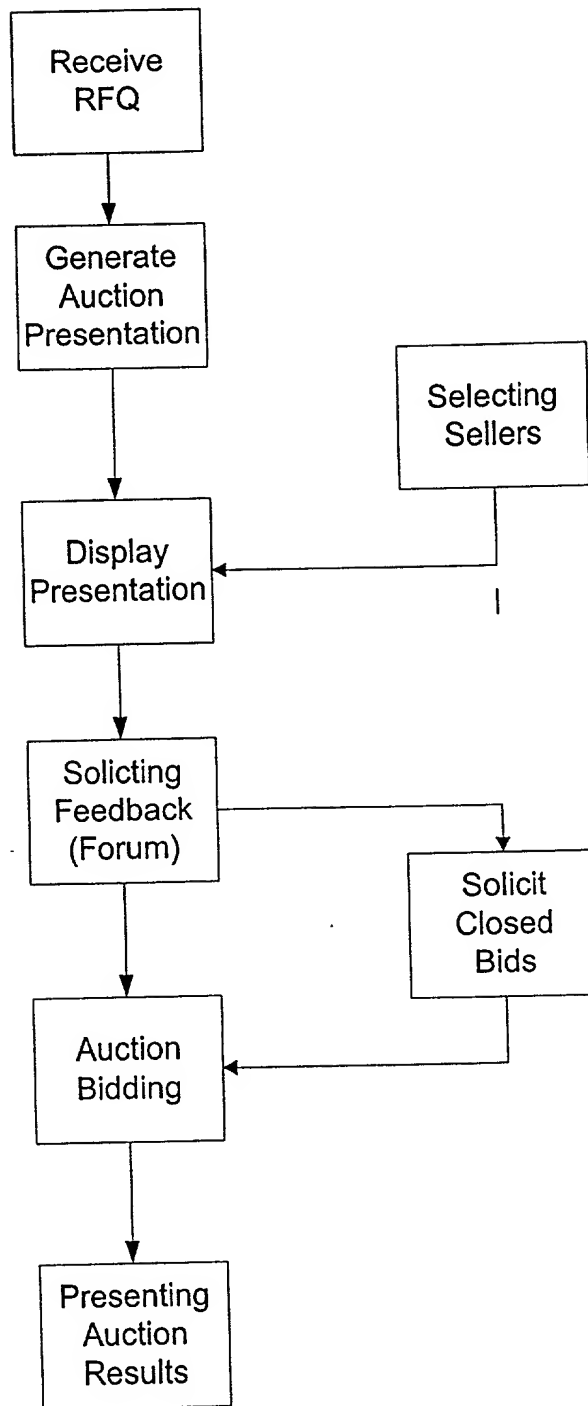 Receive
RFQ
Generate
Auction
Presentation
Selecting
Sellers
Display
Presentation
Solicting
Feedback
(Forum)
Solicit
Closed
Bids
Auction
Bidding
Presenting
Auction
Results